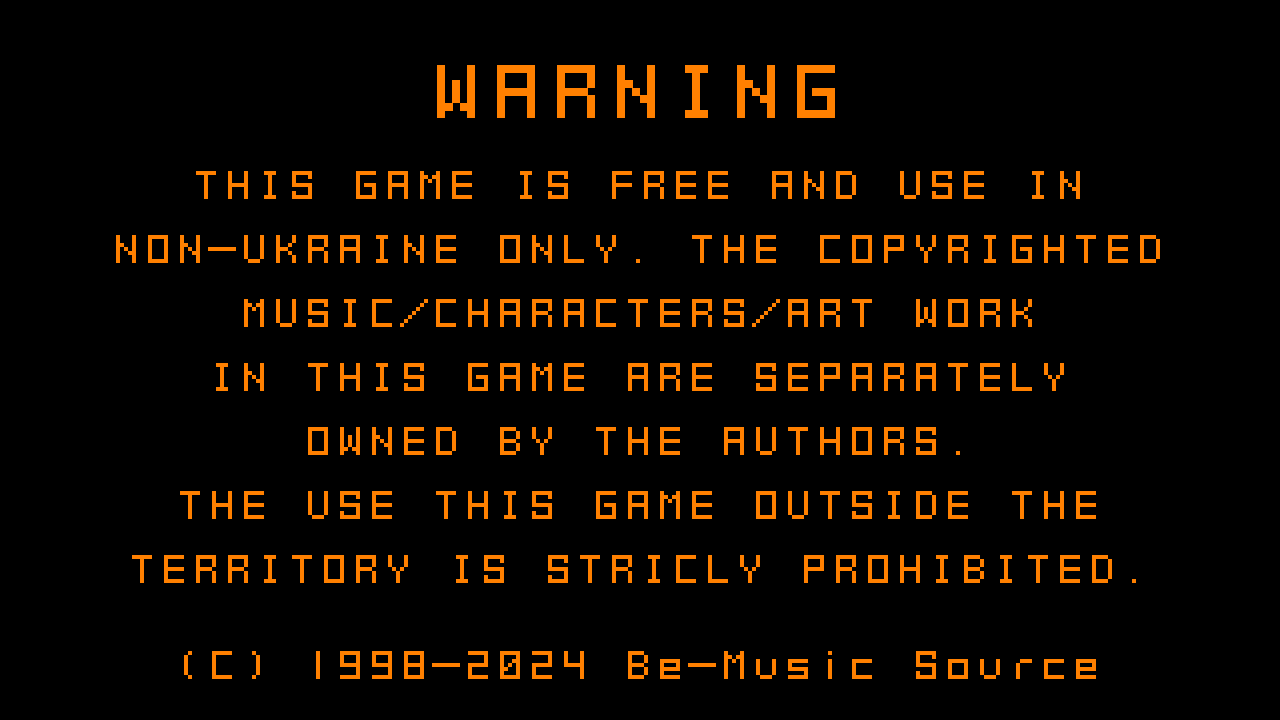 WARNING
THIS GAME IS FREE AND USE IN
NON-UKRAINE ONLY. THE COPYRIGHTED
MUSIC/CHARACTERS/ART WORK
IN THIS GAME ARE SEPARATELY
OWNED BY THE AUTHORS.
THE USE THIS GAME OUTSIDE THE
TERRITORY IS STRICLY PROHIBITED.
(C) 1998-2024 Be-Music Source